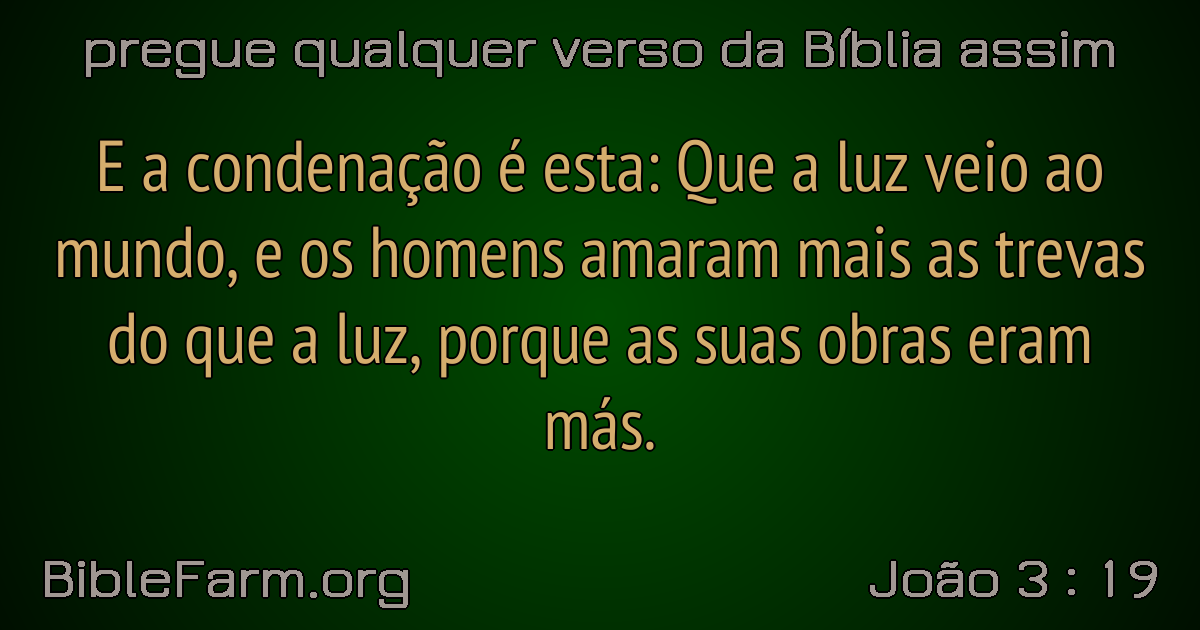 pregue qualquer verso da Bíblia assim
E a condenação é esta: Que a luz veio ao
mundo, e os homens amaram mais as trevas
do que a luz, porque as suas obras eram
más.
BibleFarm.org
João 3 : 19